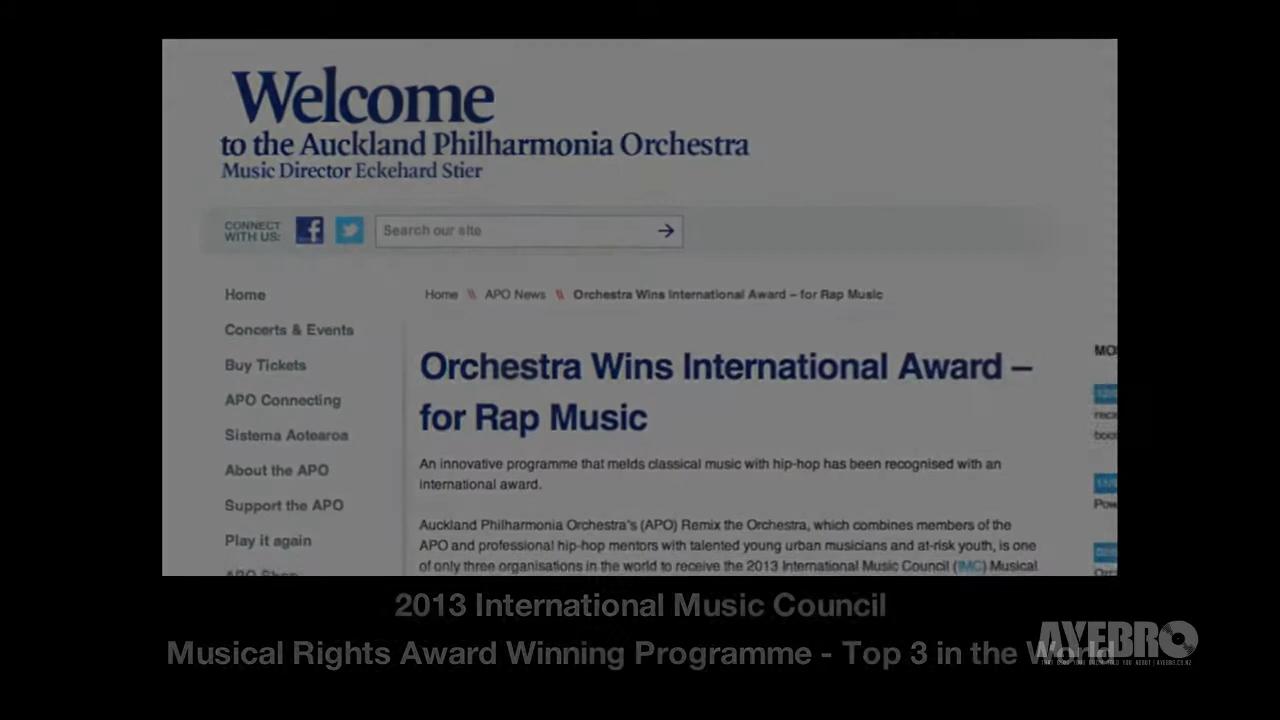 Welcome
to the Auckland Philharmonia Orchestra
Music Director Eckehard Stier
CONNECT
WITH US:
Search our site
Home
Concerts & Events
Buy Tickets
APO Connecting
Sistema Aotearoa
About the APO
Support the APO
Play it again
APO Shop
Home \\ APO News \\ Orchestra Wins International Award – for Rap Music
Orchestra Wins International Award –
for Rap Music
An innovative programme that melds classical music with hip-hop has been recognised with an
international award.
Auckland Philharmonia Orchestra's (APO) Remix the Orchestra, which combines members of the
APO and professional hip-hop mentors with talented young urban musicians and at-risk youth, is one
of only three organisations in the world to receive the 2013 International Music Council (IMC) Musical
MO
2013 International Music Council
Musical Rights Award Winning Programme - Top 3 in the World
AYEBRO